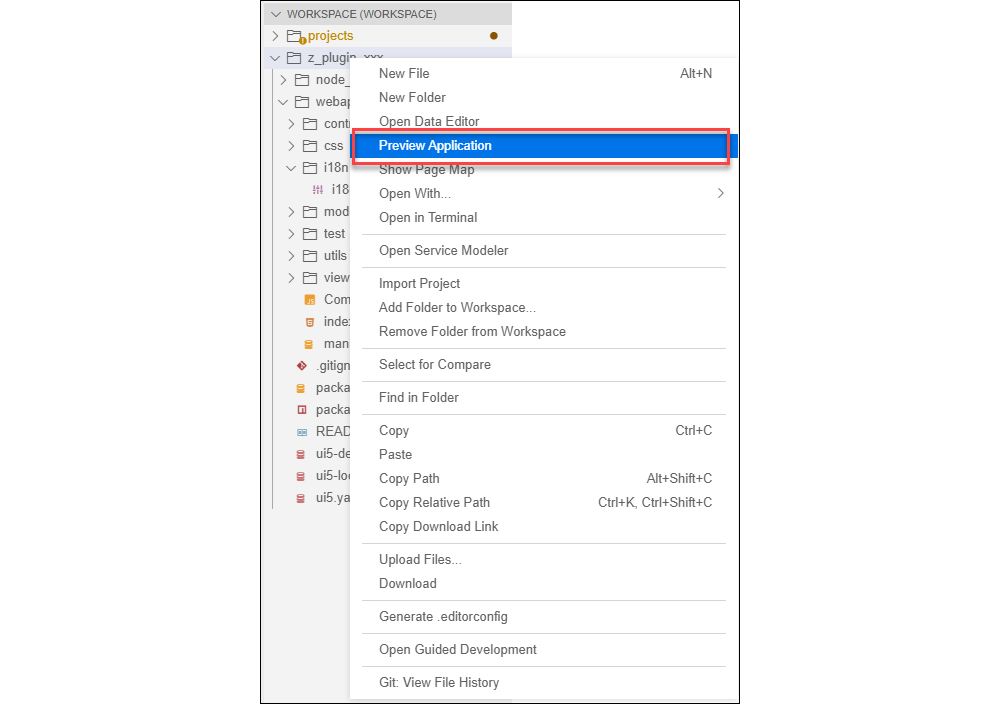 WORKSPACE (WORKSPACE)
projects
z_plugin_xxx
New File Alt+N
node_
New Folder
webap
Open Data Editor
contr
Preview Application
css
Show Page Map
i18n
Open With...
i18
Open in Terminal
mod
test
Open Service Modeler
utils
view
Import Project
Com
Add Folder to Workspace...
index
Remove Folder from Workspace
man
Select for Compare
.gitign
packa
Find in Folder
packa
Copy Ctrl+C
READ
Paste
ui5-de
Copy Path Alt+Shift+C
ui5-loc
Copy Relative Path Ctrl+K, Ctrl+Shift+C
ui5.ya
Copy Download Link
Upload Files...
Download
Generate .editorconfig
Open Guided Development
Git: View File History